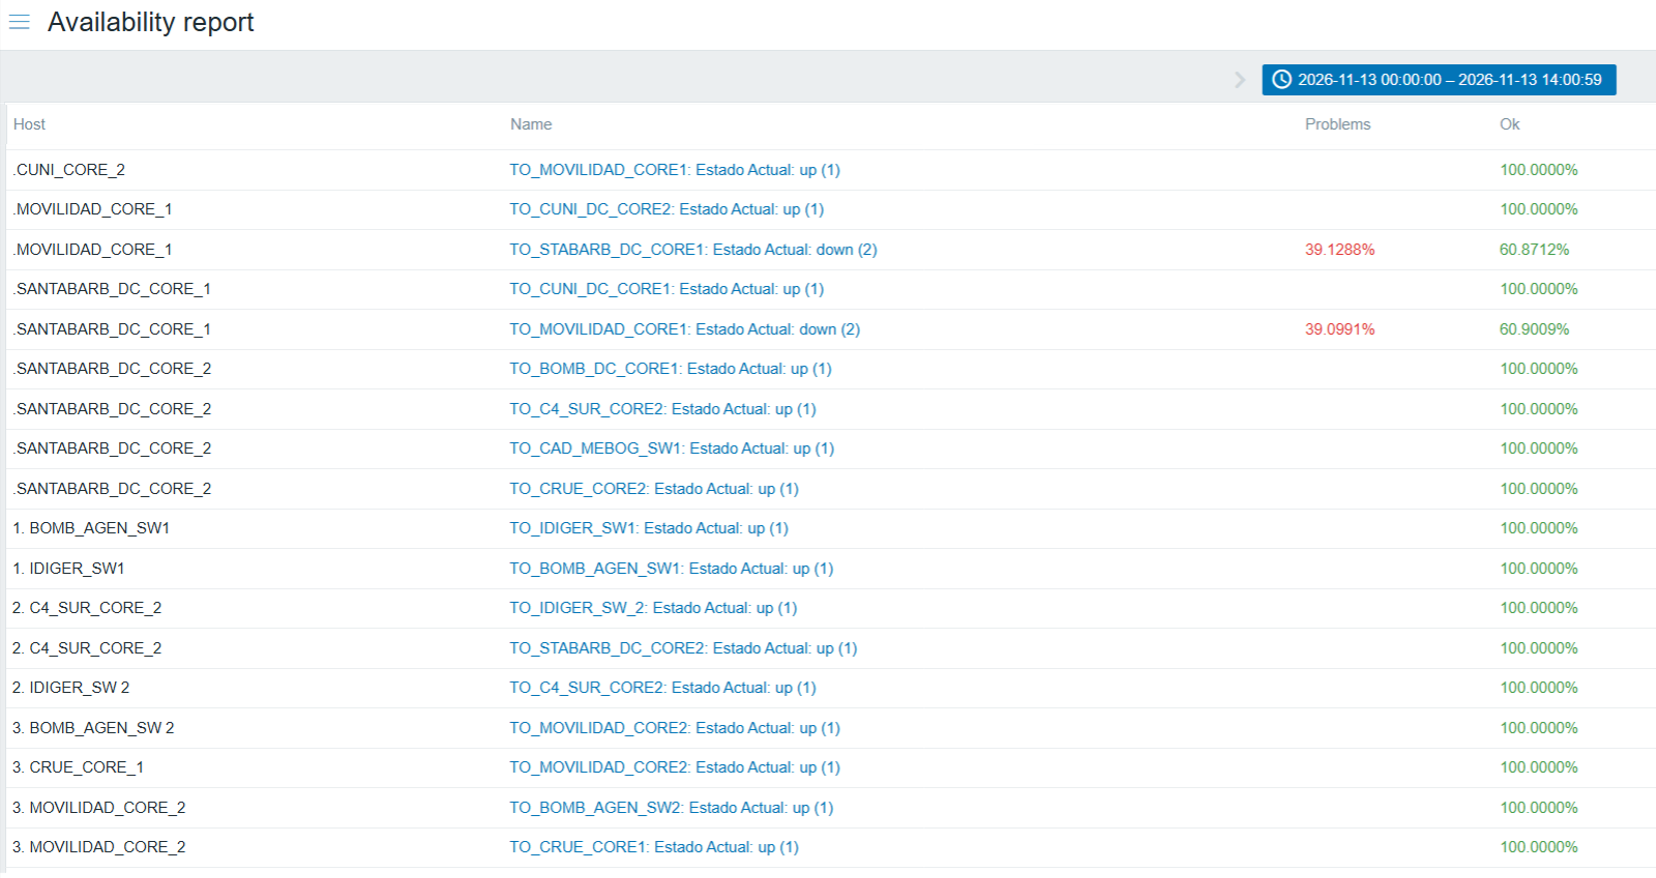 Availability report
2026-11-13 00:00:00 – 2026-11-13 14:00:59
Host Name Problems Ok
.CUNI_CORE_2 TO_MOVILIDAD_CORE1: Estado Actual: up (1) 100.0000%
.MOVILIDAD_CORE_1 TO_CUNI_DC_CORE2: Estado Actual: up (1) 100.0000%
.MOVILIDAD_CORE_1 TO_STABARB_DC_CORE1: Estado Actual: down (2) 39.1288% 60.8712%
.SANTABARB_DC_CORE_1 TO_CUNI_DC_CORE1: Estado Actual: up (1) 100.0000%
.SANTABARB_DC_CORE_1 TO_MOVILIDAD_CORE1: Estado Actual: down (2) 39.0991% 60.9009%
.SANTABARB_DC_CORE_2 TO_BOMB_DC_CORE1: Estado Actual: up (1) 100.0000%
.SANTABARB_DC_CORE_2 TO_C4_SUR_CORE2: Estado Actual: up (1) 100.0000%
.SANTABARB_DC_CORE_2 TO_CAD_MEBOG_SW1: Estado Actual: up (1) 100.0000%
.SANTABARB_DC_CORE_2 TO_CRUE_CORE2: Estado Actual: up (1) 100.0000%
1. BOMB_AGEN_SW1 TO_IDIGER_SW1: Estado Actual: up (1) 100.0000%
1. IDIGER_SW1 TO_BOMB_AGEN_SW1: Estado Actual: up (1) 100.0000%
2. C4_SUR_CORE_2 TO_IDIGER_SW_2: Estado Actual: up (1) 100.0000%
2. C4_SUR_CORE_2 TO_STABARB_DC_CORE2: Estado Actual: up (1) 100.0000%
2. IDIGER_SW 2 TO_C4_SUR_CORE2: Estado Actual: up (1) 100.0000%
3. BOMB_AGEN_SW 2 TO_MOVILIDAD_CORE2: Estado Actual: up (1) 100.0000%
3. CRUE_CORE_1 TO_MOVILIDAD_CORE2: Estado Actual: up (1) 100.0000%
3. MOVILIDAD_CORE_2 TO_BOMB_AGEN_SW2: Estado Actual: up (1) 100.0000%
3. MOVILIDAD_CORE_2 TO_CRUE_CORE1: Estado Actual: up (1) 100.0000%